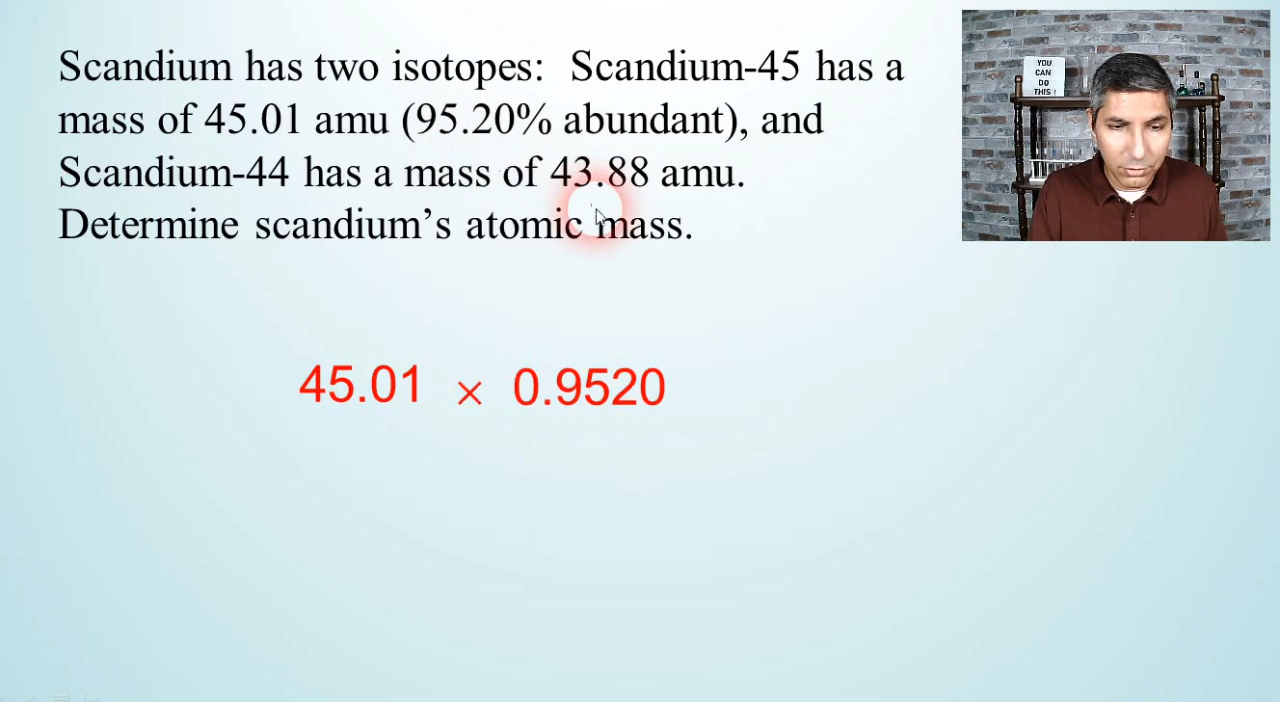 Scandium has two isotopes: Scandium-45 has a
mass of 45.01 amu (95.20% abundant), and
Scandium-44 has a mass of 43.88 amu.
Determine scandium’s atomic mass.
45.01 × 0.9520
YOU
CAN
DO
THIS !